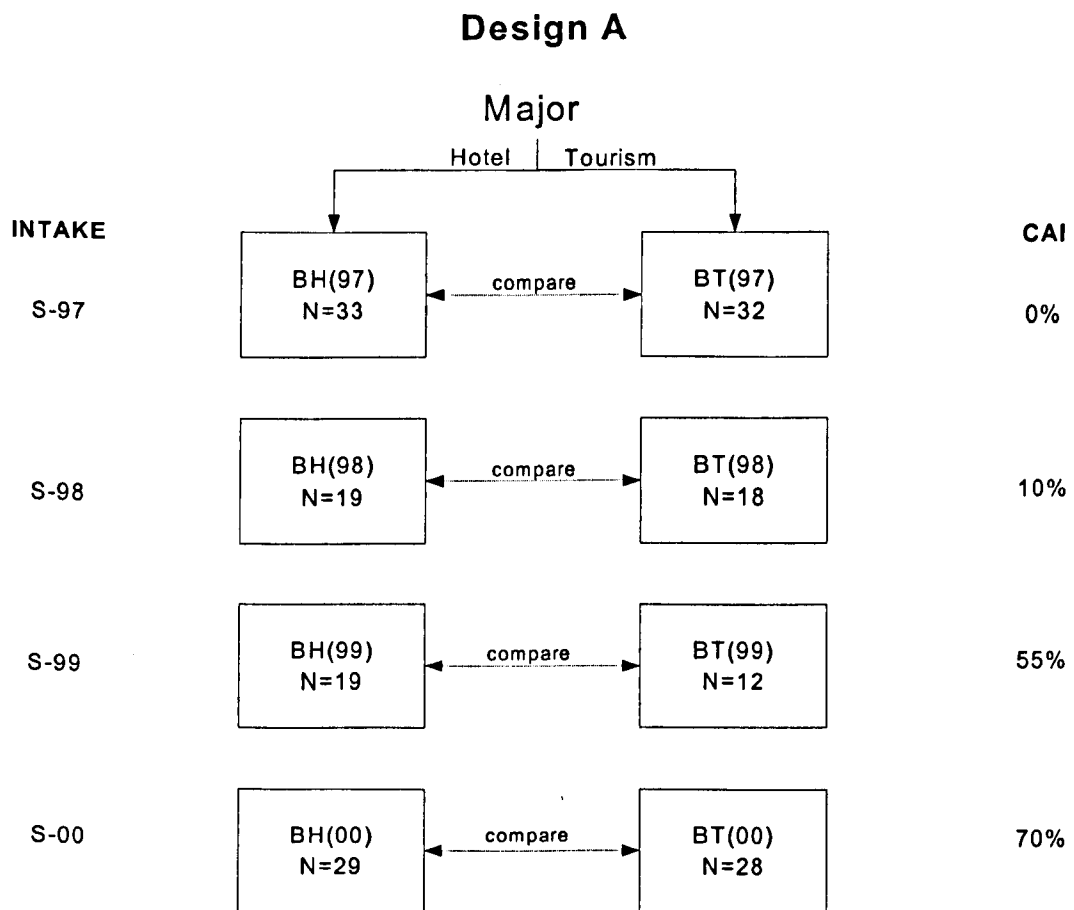 Design A
Major
Hotel Tourism
INTAKE
S-97
BH(97)
N=33
compare
BT(97)
N=32
0%
S-98
BH(98)
N=19
compare
BT(98)
N=18
10%
S-99
BH(99)
N=19
compare
BT(99)
N=12
55%
S-00
BH(00)
N=29
compare
BT(00)
N=28
70%